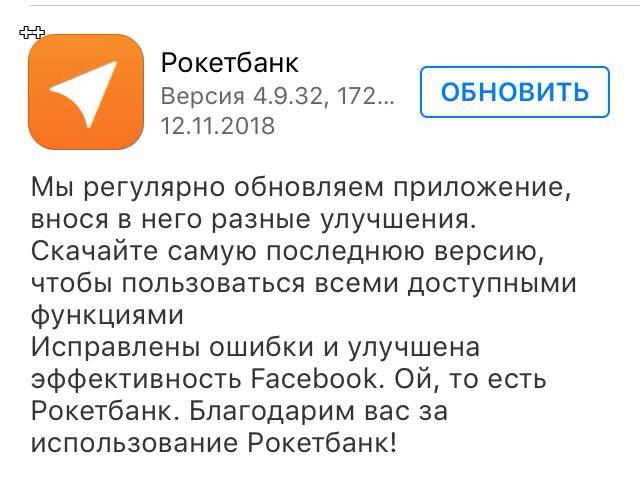 Рокетбанк
Версия 4.9.32, 172...
12.11.2018
ОБНОВИТЬ
Мы регулярно обновляем приложение,
внося в него разные улучшения.
Скачайте самую последнюю версию,
чтобы пользоваться всеми доступными
функциями
Исправлены ошибки и улучшена
эффективность Facebook. Ой, то есть
Рокетбанк. Благодарим вас за
использование Рокетбанк!